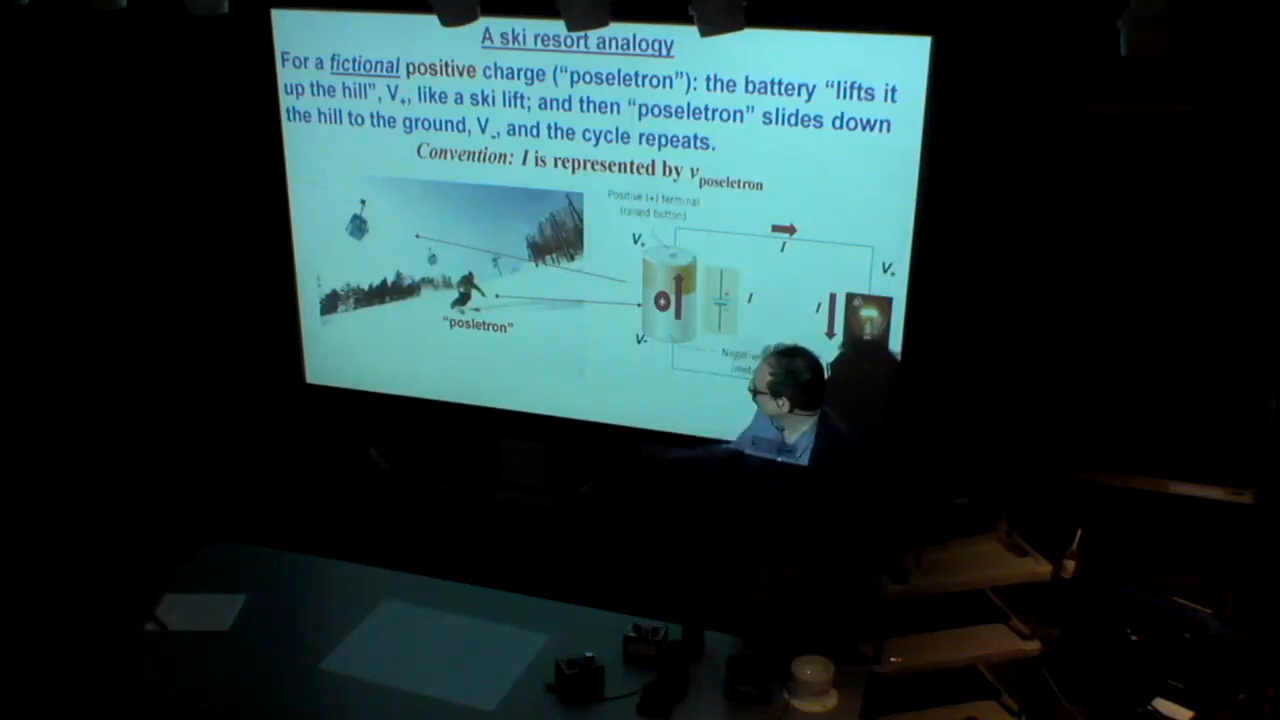 A ski resort analogy
For a fictional positive charge ("poseletron"): the battery "lifts it
up the hill", V+, like a ski lift; and then "poseletron" slides down
the hill to the ground, V-, and the cycle repeats.
Convention: I is represented by vposeletron
Positive (+) terminal
(raised button)
V+
I
V+
+
I
I
"posletron"
V-